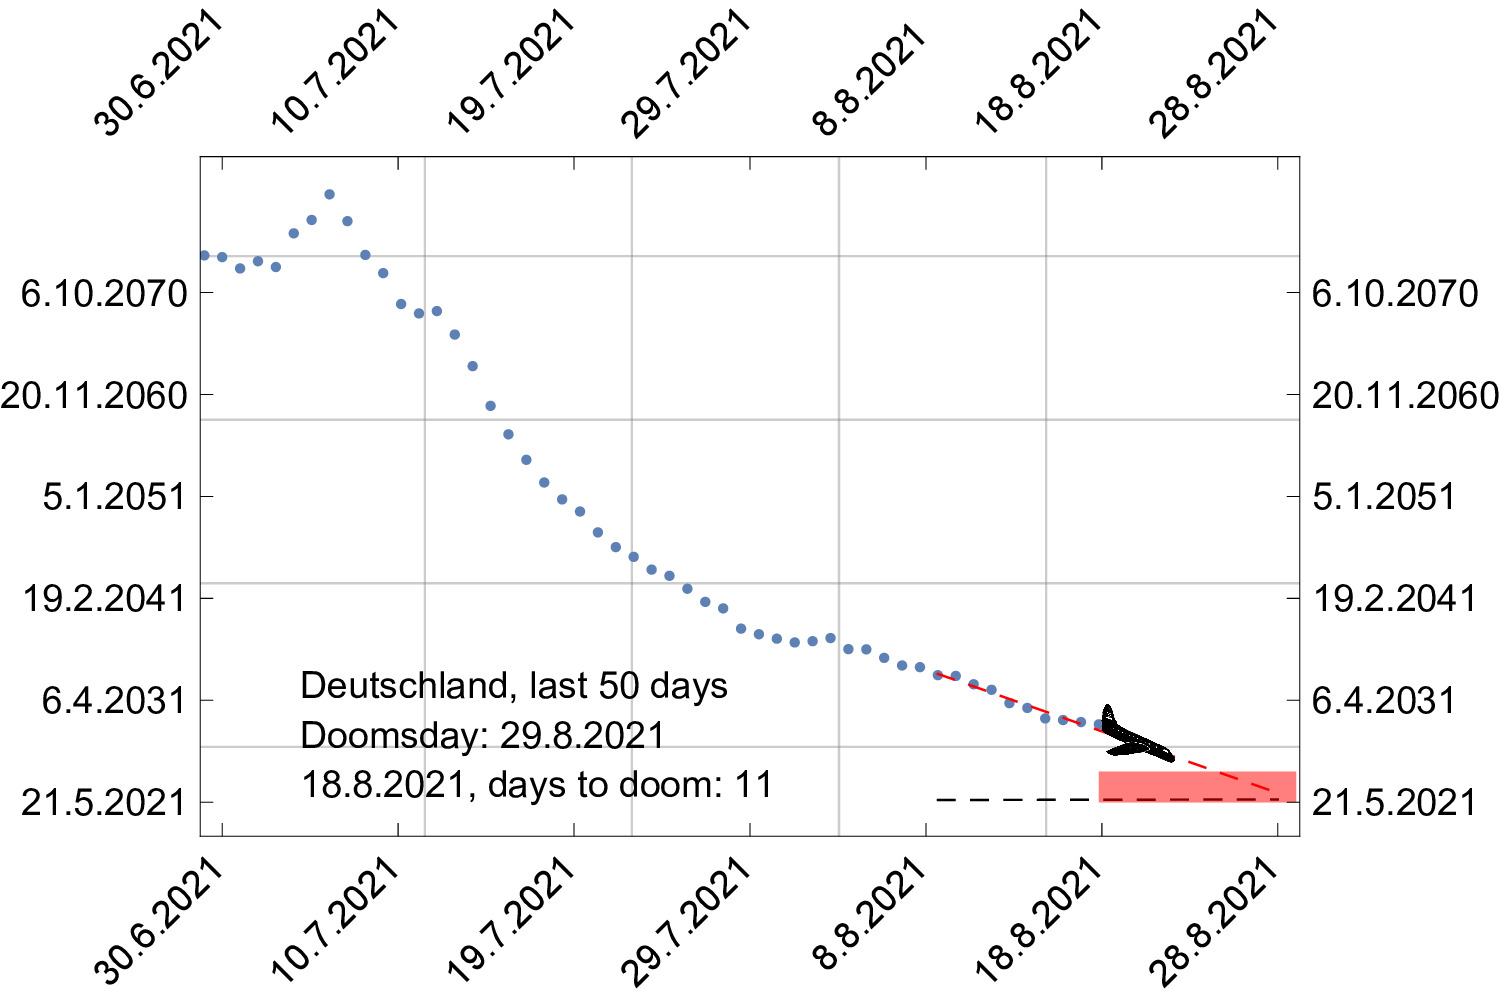 30.6.2021 10.7.2021 19.7.2021 29.7.2021 8.8.2021 18.8.2021 28.8.2021
6.10.2070 6.10.2070
20.11.2060 20.11.2060
5.1.2051 5.1.2051
19.2.2041 19.2.2041
Deutschland, last 50 days
6.4.2031 6.4.2031
Doomsday: 29.8.2021
18.8.2021, days to doom: 11
21.5.2021 21.5.2021
30.6.2021 10.7.2021 19.7.2021 29.7.2021 8.8.2021 18.8.2021 28.8.2021